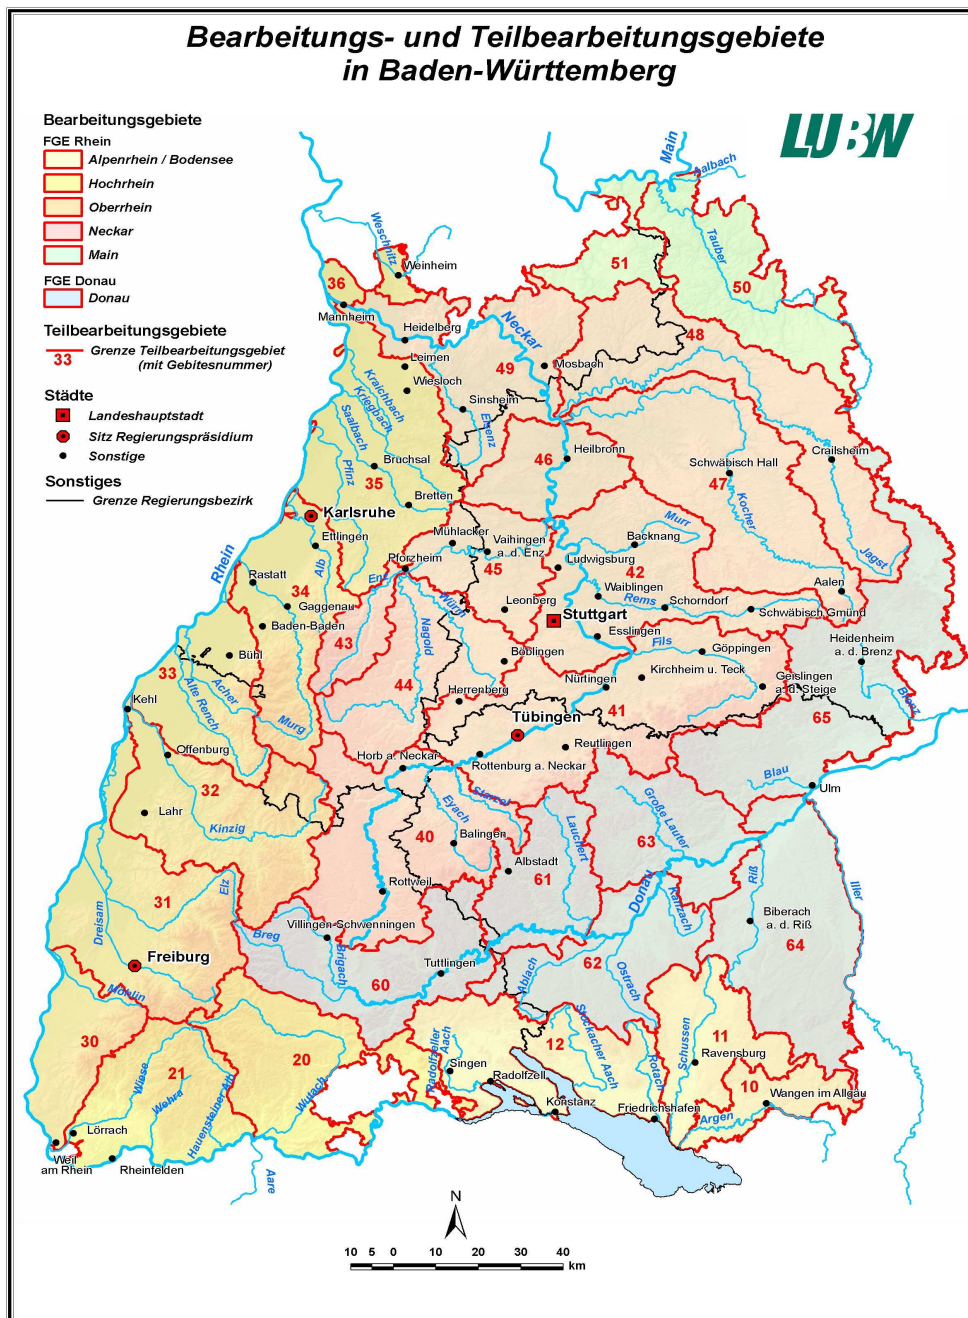 Bearbeitungs- und Teilbearbeitungsgebiete
in Baden-Württemberg
LUBW
Bearbeitungsgebiete
FGE Rhein
Alpenrhein / Bodensee
Hochrhein
Oberrhein
Neckar
Main
FGE Donau
Donau
Teilbearbeitungsgebiete
33
Grenze Teilbearbeitungsgebiet
(mit Gebitesnummer)
Städte
Landeshauptstadt
Sitz Regierungspräsidium
Sonstige
Sonstiges
Grenze Regierungsbezirk
Main
Aalbach
Tauber
Weschnitz
Weinheim
51
50
36
Mannheim
Heidelberg
Neckar
48
Leimen
Wiesloch
49
Mosbach
Kraichbach
Kriegbach
Saalbach
Sinsheim
Elsenz
Pfinz
Bruchsal
35
Bretten
46
Heilbronn
Schwäbisch Hall
47
Crailsheim
Kocher
Jagst
Karlsruhe
Ettlingen
Alb
Mühlacker
Vaihingen
a. d. Enz
Murr
Backnang
Rhein
Pforzheim
Enz
45
Ludwigsburg
42
Waiblingen
Rems
Schorndorf
Aalen
Schwäbisch Gmünd
Rastatt
34
Gaggenau
Baden-Baden
Würm
Nagold
Leonberg
Stuttgart
Esslingen
Fils
Göppingen
Heidenheim
a. d. Brenz
43
Bühl
Böblingen
Kirchheim u. Teck
33
Acher
Alte Rench
44
Herrenberg
Nürtingen
41
Geislingen
a. d. Steige
Brenz
65
Kehl
Murg
Tübingen
Reutlingen
Offenburg
Horb a. Neckar
Rottenburg a. Neckar
Blau
Ulm
32
Lahr
Kinzig
Starzel
Eyach
40
Balingen
Lauchert
Große Lauter
63
Albstadt
61
Donau
Riß
Iller
31
Elz
Rottweil
Kanzach
Dreisam
Villingen-Schwenningen
Breg
Brigach
Biberach
a. d. Riß
64
Freiburg
Tuttlingen
60
Möhlin
62
Ablach
Ostrach
30
20
21
Wiese
Wehra
Hauensteiner Alb
Wutach
Radolfzeller
Aach
Singen
Radolfzell
12
Stockacher Aach
Rotach
Schussen
11
Ravensburg
10
Wangen im Allgäu
Argen
Konstanz
Friedrichshafen
Lörrach
Weil
am Rhein
Rheinfelden
Aare
N
10 5 0 10 20 30 40
km